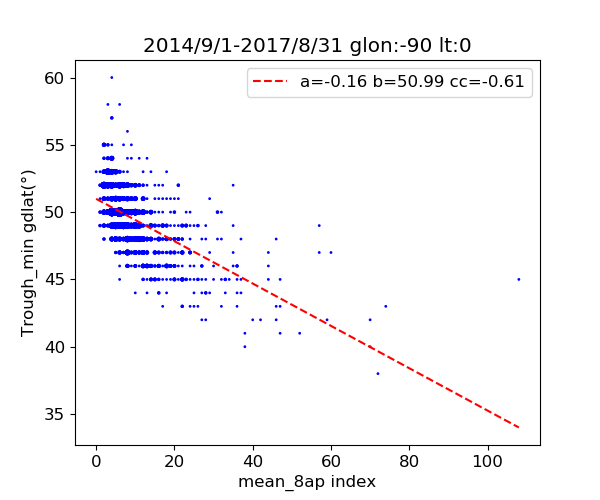 2014/9/1-2017/8/31 glon:-90 lt:0
a=-0.16 b=50.99 cc=-0.61
60
55
50
45
40
35
Trough_min gdlat(°)
0 20 40 60 80 100
mean_8ap index